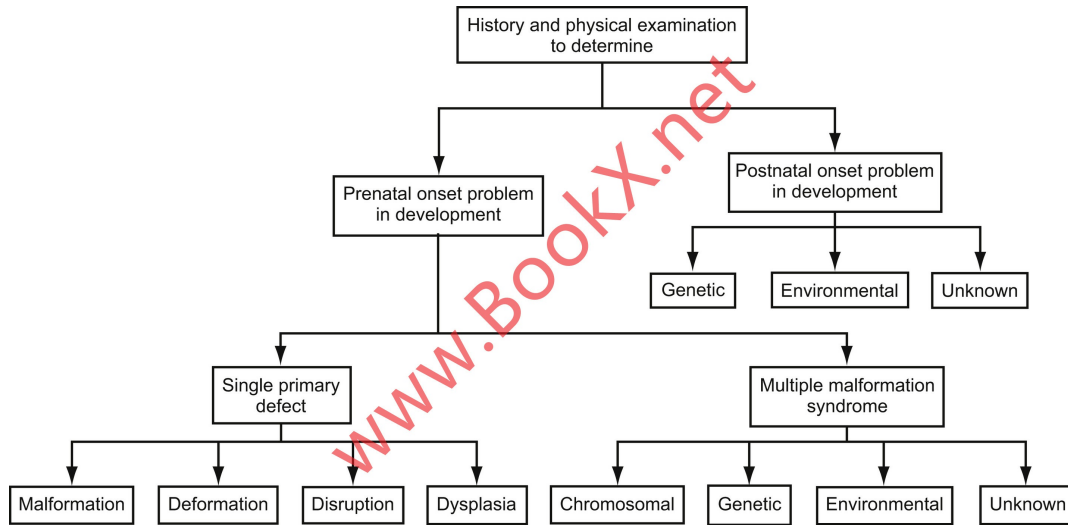 History and physical examination
to determine
Prenatal onset problem
in development
Postnatal onset problem
in development
Genetic
Environmental
Unknown
Single primary
defect
Multiple malformation
syndrome
Malformation
Deformation
Disruption
Dysplasia
Chromosomal
Genetic
Environmental
Unknown
www.BookX.net